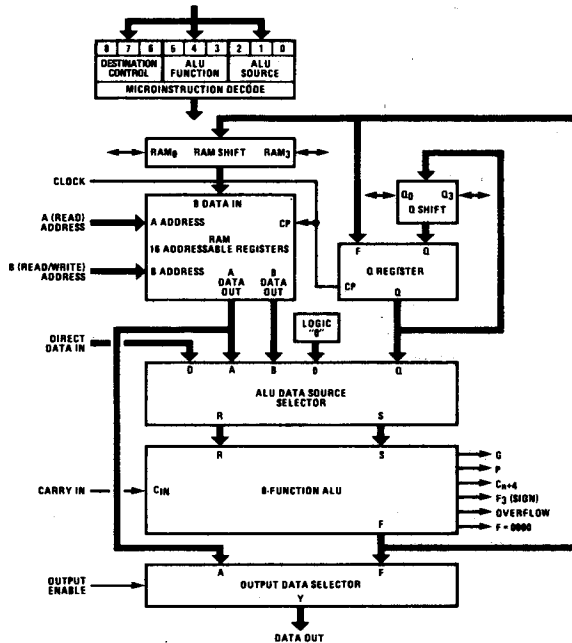 8 7 6 5 4 3 2 1 0
DESTINATION CONTROL
ALU FUNCTION
ALU SOURCE
MICROINSTRUCTION DECODE
RAM0 RAM SHIFT RAM3
CLOCK
B DATA IN
Q0 Q3
Q SHIFT
A (READ) ADDRESS
A ADDRESS
CP
RAM
16 ADDRESSABLE REGISTERS
B (READ/WRITE) ADDRESS
B ADDRESS
A DATA OUT
B DATA OUT
F Q
Q REGISTER
CP
Q
LOGIC "0"
DIRECT DATA IN
D A B 0 Q
ALU DATA SOURCE SELECTOR
R S
R S
CARRY IN
CIN
8-FUNCTION ALU
G
P
Cn+4
F3 (SIGN)
OVERFLOW
F = 0000
F
OUTPUT ENABLE
A F
OUTPUT DATA SELECTOR
Y
DATA OUT